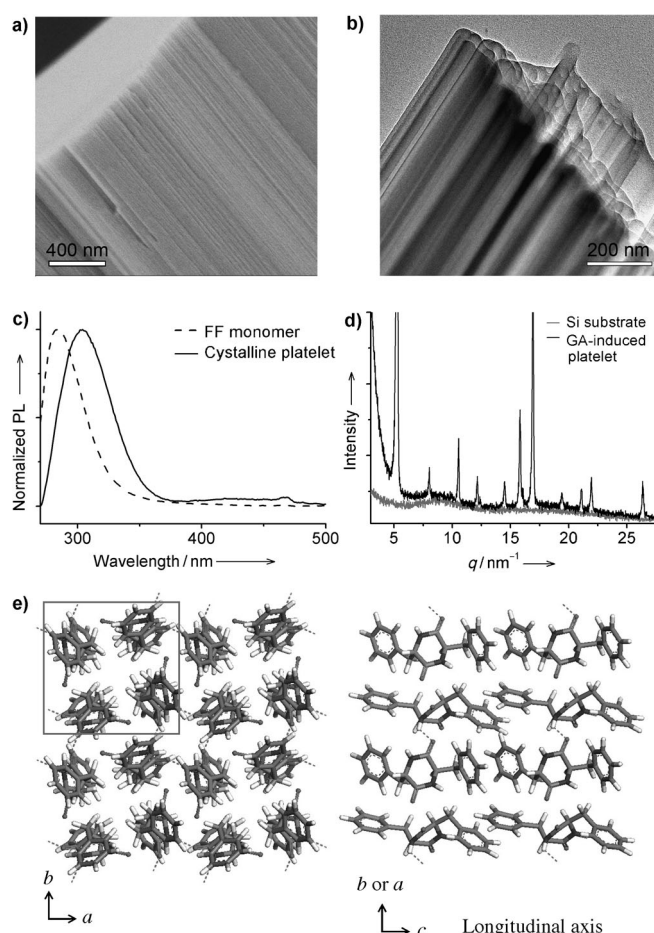 a)
400 nm
b)
200 nm
c)
Normalized PL
FF monomer
Cystalline platelet
300
400
500
Wavelength / nm
d)
Intensity
Si substrate
GA-induced
platelet
5
10
15
20
25
q / nm⁻¹
e)
b
a
b or a
c
Longitudinal axis